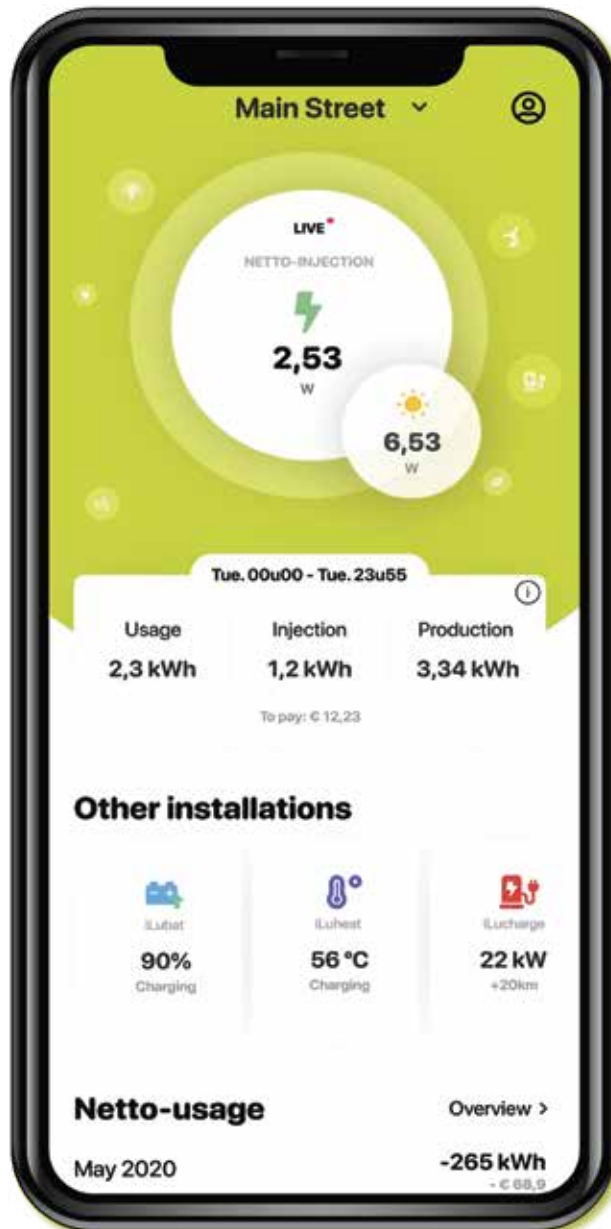 Main Street
LIVE
NETTO-INJECTION
2,53
W
6,53
W
Tue. 00u00 - Tue. 23u55
Usage
Injection
Production
2,3 kWh
1,2 kWh
3,34 kWh
To pay: € 12,23
Other installations
iLubat
iLuheat
iLucharge
90%
56 °C
22 kW
Charging
Charging
+20km
Netto-usage
Overview >
May 2020
-265 kWh
- € 68,9